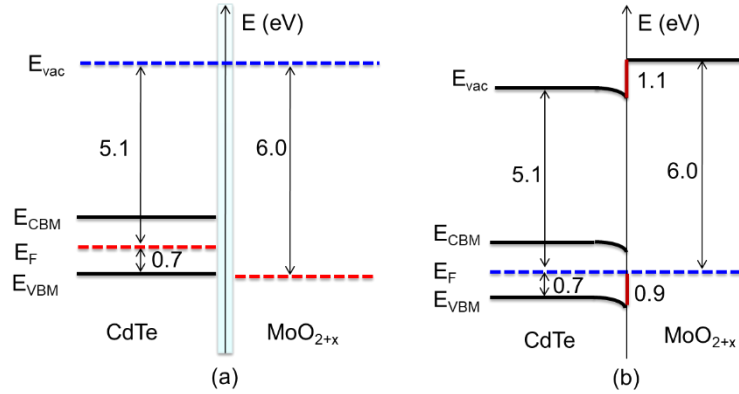 E (eV)
Evac
5.1
6.0
ECBM
EF
0.7
EVBM
CdTe
MoO2+x
(a)
E (eV)
Evac
1.1
5.1
6.0
ECBM
EF
0.7
0.9
EVBM
CdTe
MoO2+x
(b)